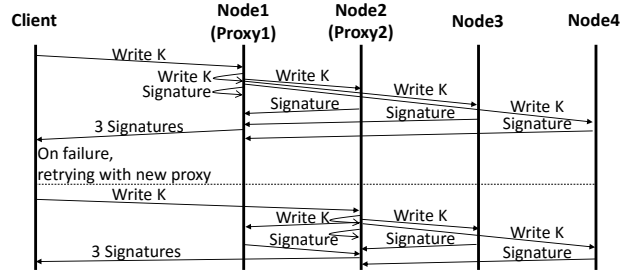 Client
Node1
(Proxy1)
Node2
(Proxy2)
Node3
Node4
Write K
Write K
Write K
Signature
Write K
Signature
Write K
Signature
Signature
3 Signatures
On failure,
retrying with new proxy
Write K
Write K
Write K
Write K
Signature
Signature
Signature
3 Signatures